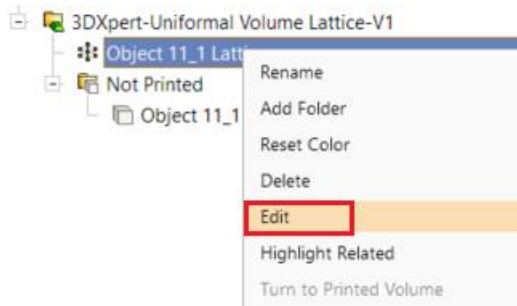 3DXpert-Uniformal Volume Lattice-V1
Object 11_1
Not Printed
Object 11_1
Rename
Add Folder
Reset Color
Delete
Edit
Highlight Related
Turn to Printed Volume